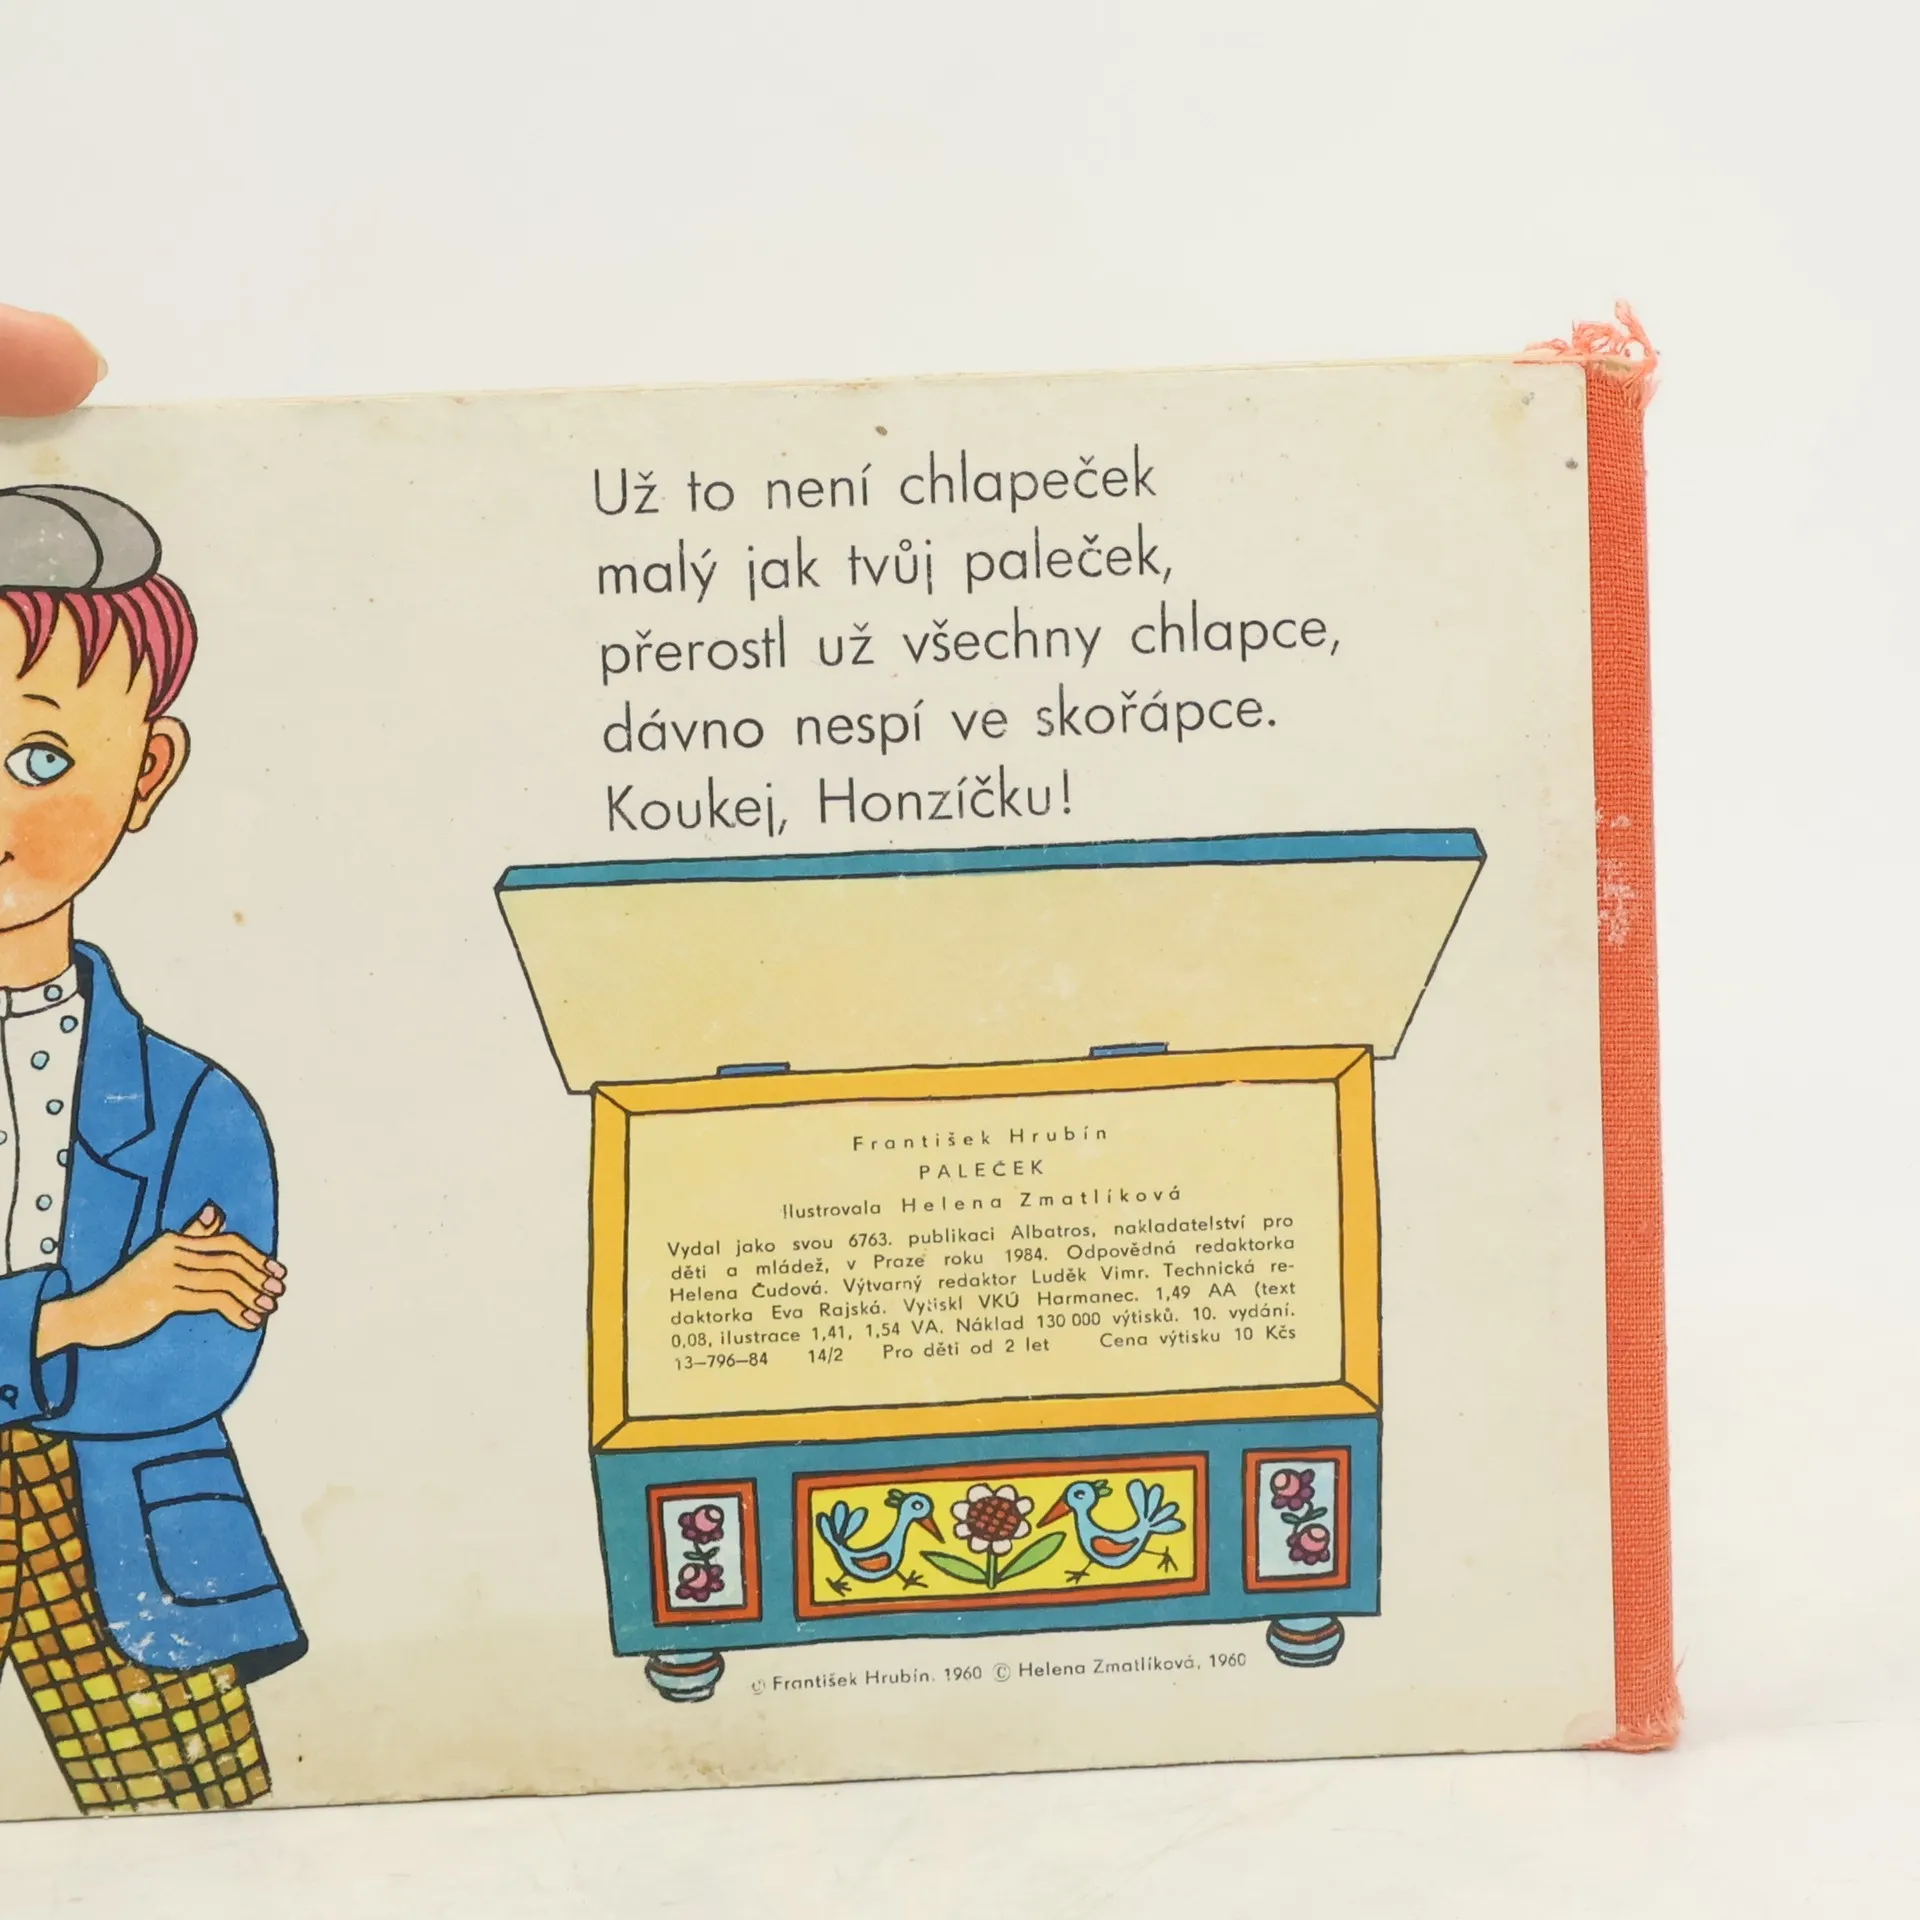 Už to není chlapeček
malý jak tvůj paleček,
přerostl už všechny chlapce,
dávno nespí ve skořápce.
Koukej, Honzíčku!
František Hrubín
PALEČEK
Ilustrovala Helena Zmatlíková
Vydal jako svou 6763. publikaci Albatros, nakladatelství pro
děti a mládež, v Praze roku 1984. Odpovědná redaktorka
Helena Čudová. Výtvarný redaktor Luděk Vimr. Technická re-
daktorka Eva Rajská. Vytiskl VKÚ Harmanec. 1,49 AA (text
0,08, ilustrace 1,41, 1,54 VA. Náklad 130 000 výtisků. 10. vydání.
13—796—84 14/2 Pro děti od 2 let Cena výtisku 10 Kčs
© František Hrubín. 1960 © Helena Zmatlíková, 1960